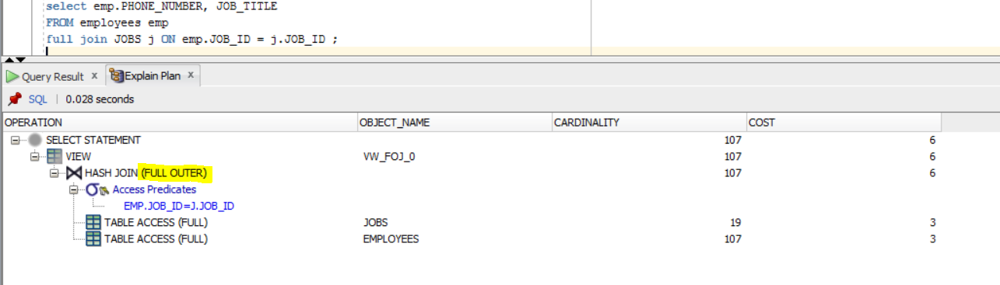 select emp.PHONE_NUMBER, JOB_TITLE
FROM employees emp
full join JOBS j ON emp.JOB_ID = j.JOB_ID ;
Query Result x Explain Plan x
SQL | 0.028 seconds
OPERATION OBJECT_NAME CARDINALITY COST
SELECT STATEMENT 107 6
VIEW VW_FOJ_0 107 6
HASH JOIN (FULL OUTER) 107 6
Access Predicates
EMP.JOB_ID=J.JOB_ID
TABLE ACCESS (FULL) JOBS 19 3
TABLE ACCESS (FULL) EMPLOYEES 107 3